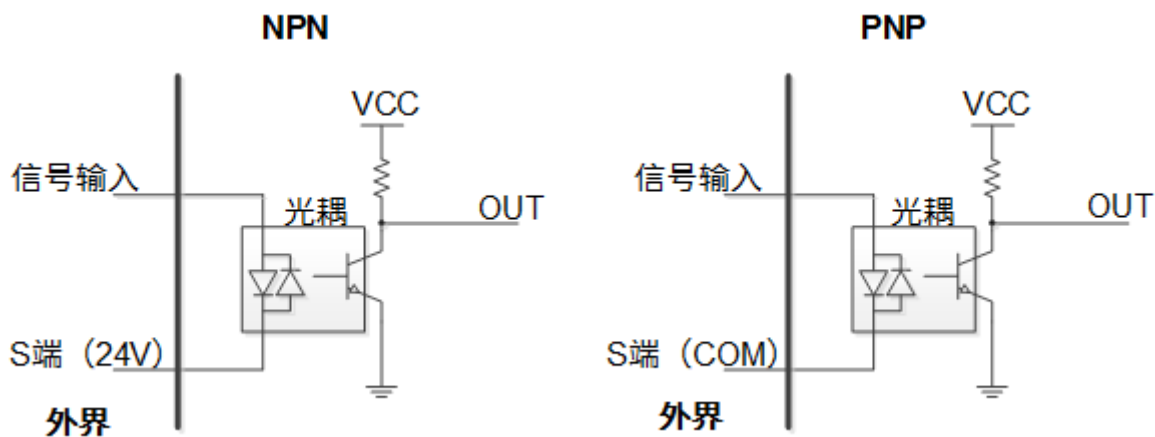 NPN
VCC
信号输入
光耦
OUT
S端（24V）
外界
PNP
VCC
信号输入
光耦
OUT
S端（COM）
外界